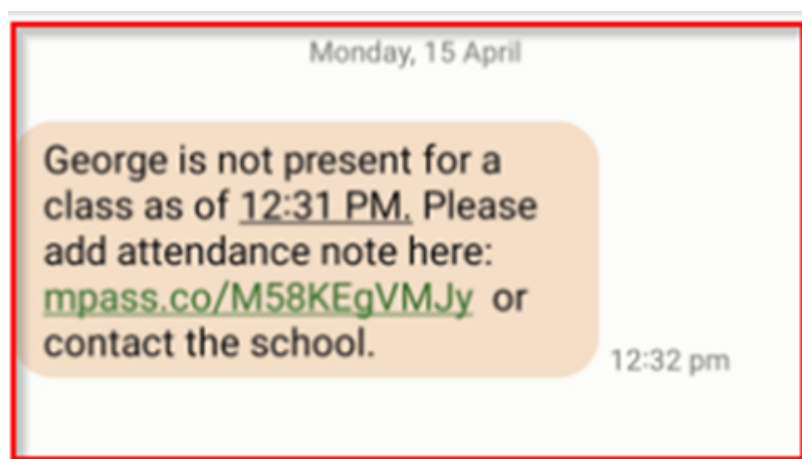 Monday, 15 April
George is not present for a
class as of 12:31 PM. Please
add attendance note here:
mpass.co/M58KEgVMJy or
contact the school.
12:32 pm